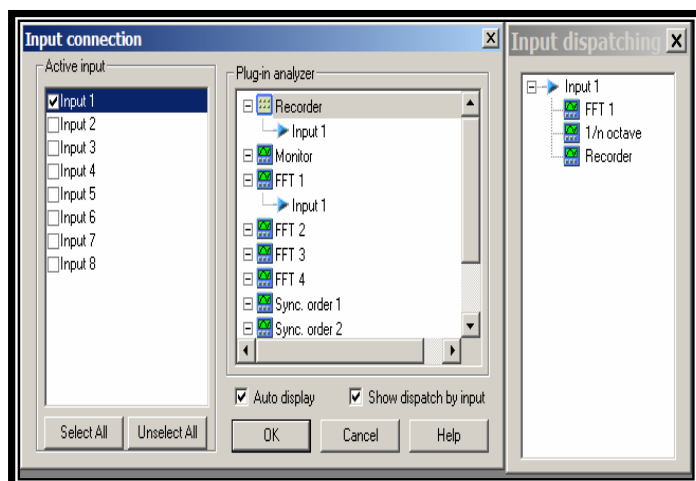 Input connection
Active input
Input 1
Input 2
Input 3
Input 4
Input 5
Input 6
Input 7
Input 8
Select All
Unselect All
Plug-in analyzer
Recorder
Input 1
Monitor
FFT 1
Input 1
FFT 2
FFT 3
FFT 4
Sync. order 1
Sync. order 2
Auto display
Show dispatch by input
OK
Cancel
Help
Input dispatching
Input 1
FFT 1
1/n octave
Recorder